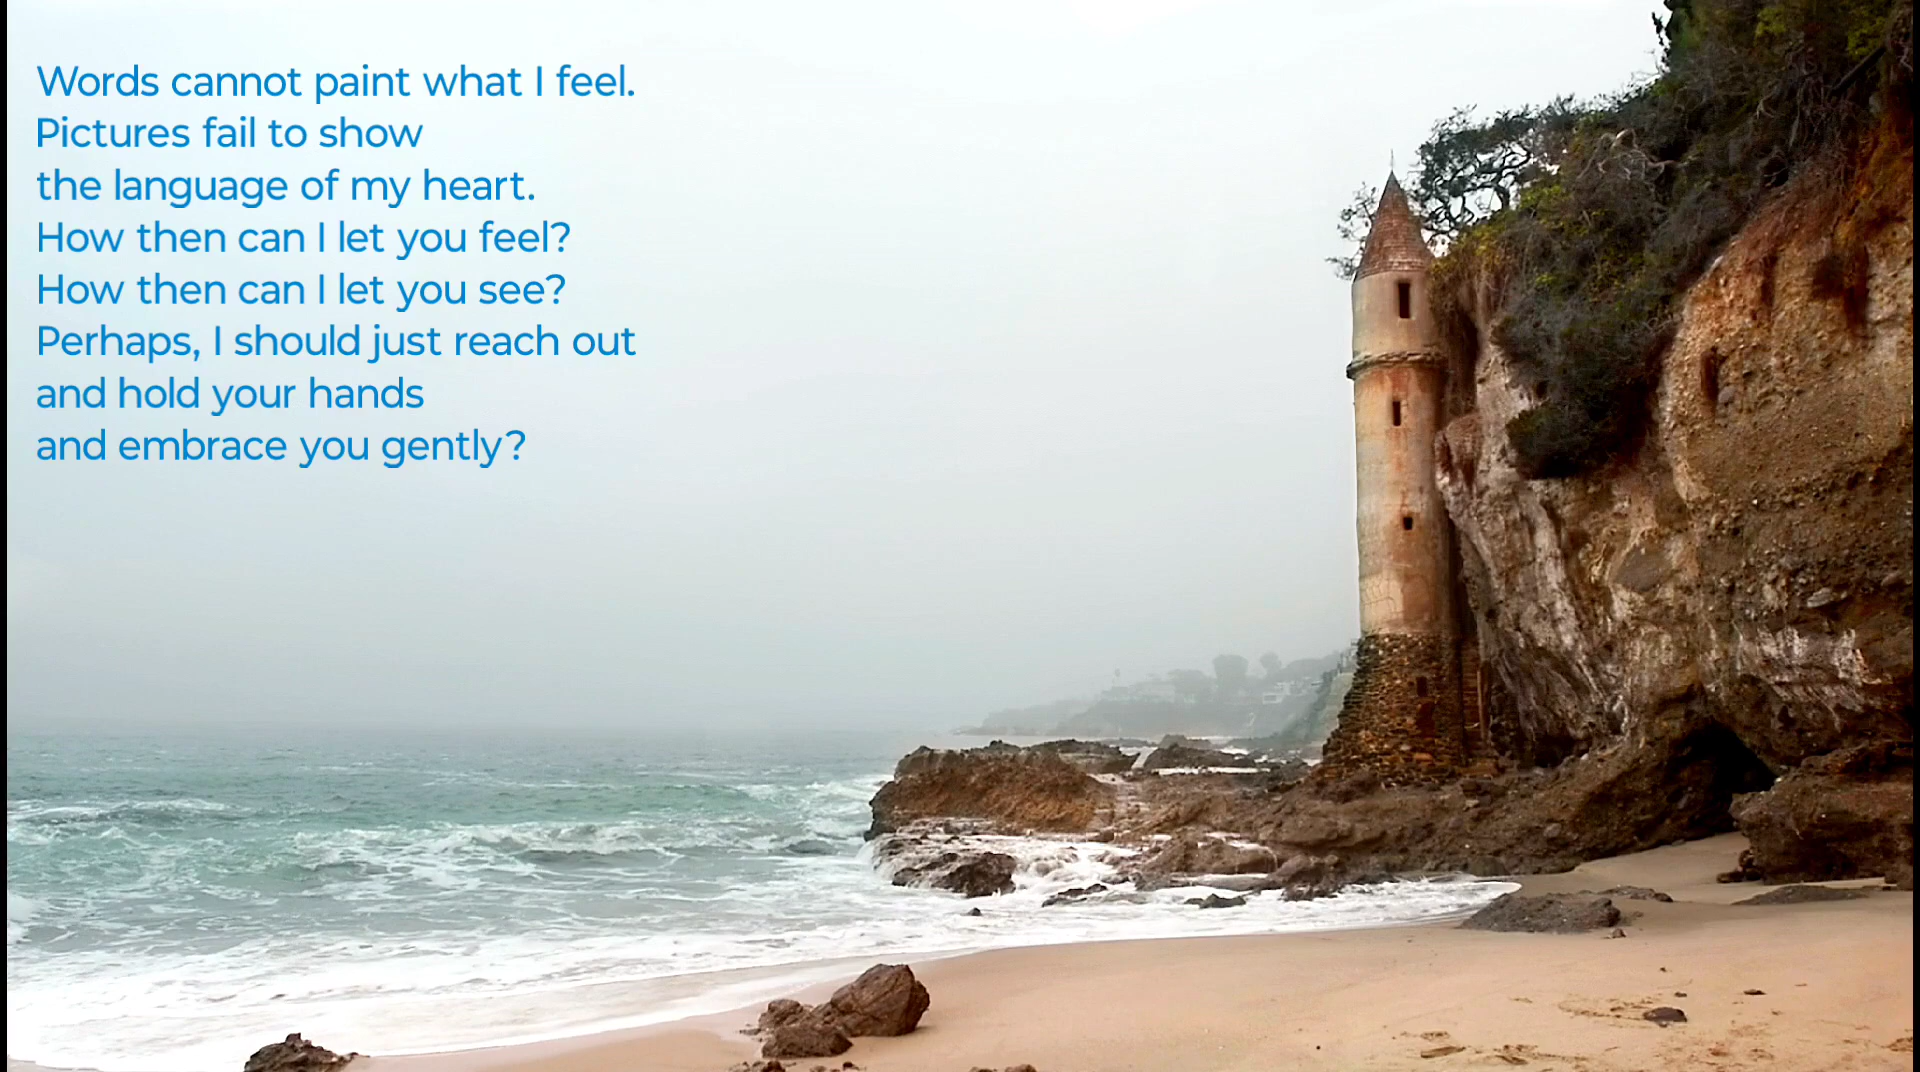 Words cannot paint what I feel.
Pictures fail to show
the language of my heart.
How then can I let you feel?
How then can I let you see?
Perhaps, I should just reach out
and hold your hands
and embrace you gently?